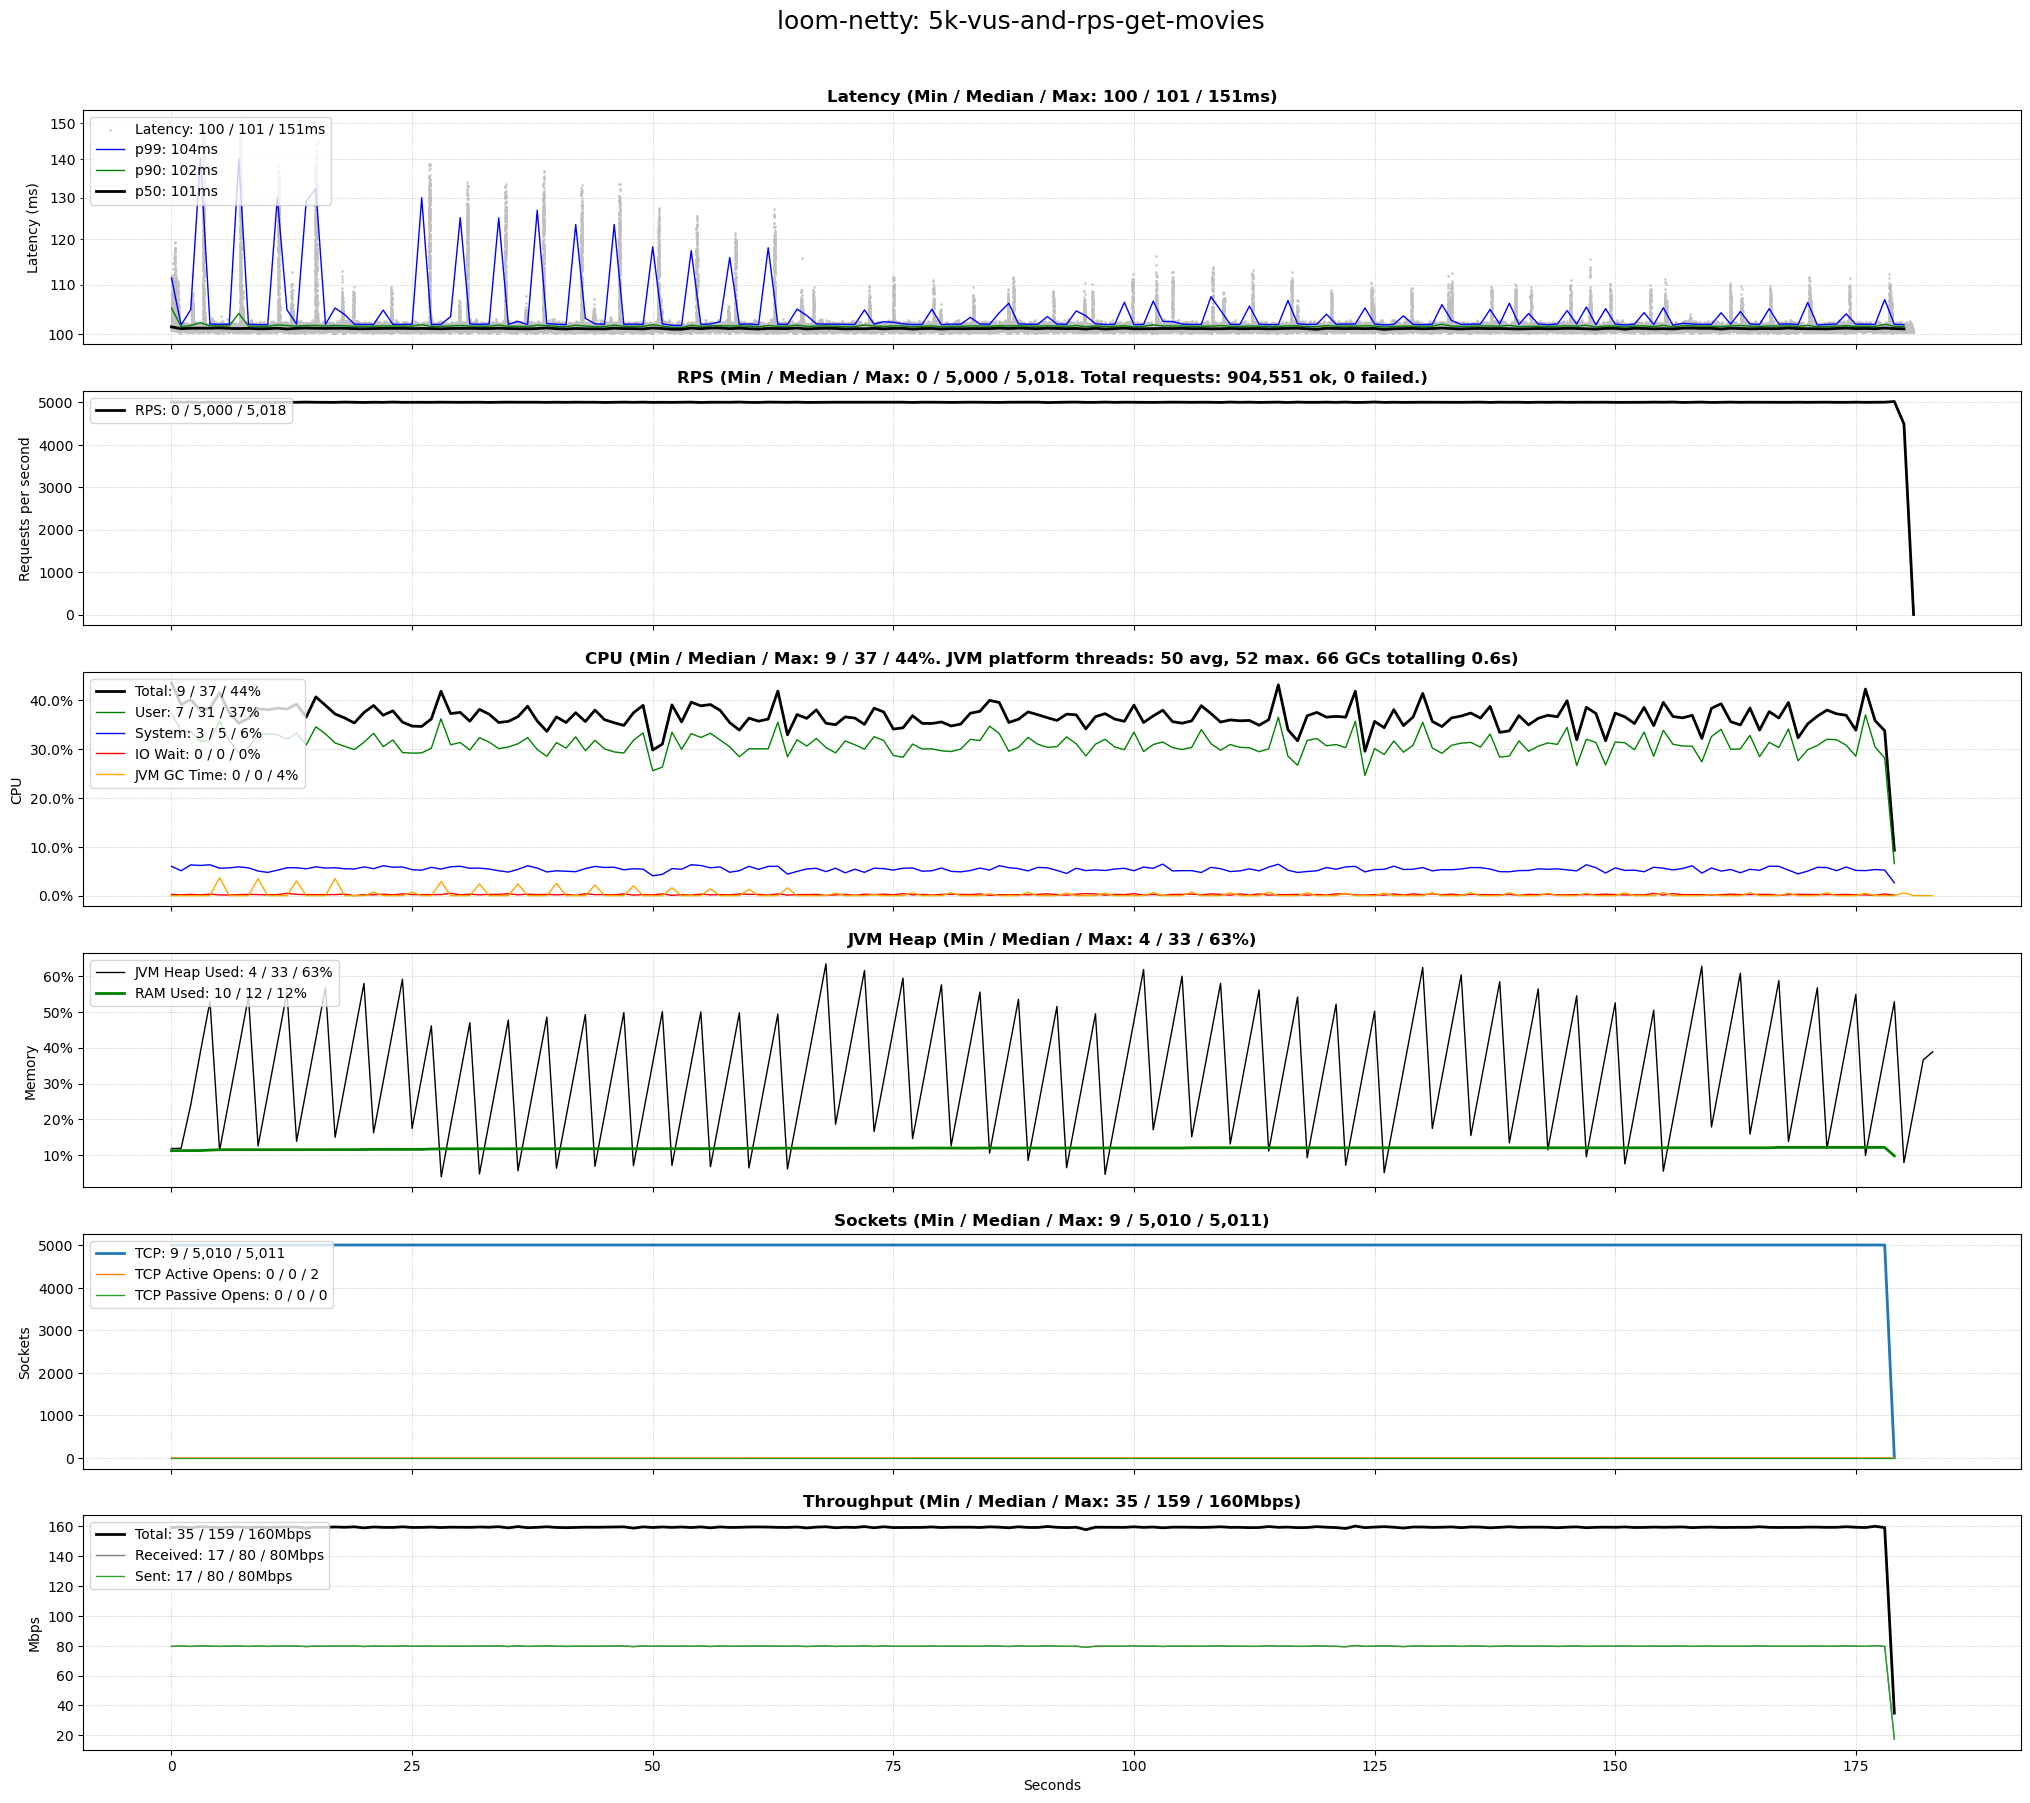 loom-netty: 5k-vus-and-rps-get-movies
Latency (Min / Median / Max: 100 / 101 / 151ms)
Latency (ms)
150
140
130
120
110
100
Latency: 100 / 101 / 151ms
p99: 104ms
p90: 102ms
p50: 101ms
RPS (Min / Median / Max: 0 / 5,000 / 5,018. Total requests: 904,551 ok, 0 failed.)
Requests per second
5000
4000
3000
2000
1000
0
RPS: 0 / 5,000 / 5,018
CPU (Min / Median / Max: 9 / 37 / 44%. JVM platform threads: 50 avg, 52 max. 66 GCs totalling 0.6s)
CPU
40.0%
30.0%
20.0%
10.0%
0.0%
Total: 9 / 37 / 44%
User: 7 / 31 / 37%
System: 3 / 5 / 6%
IO Wait: 0 / 0 / 0%
JVM GC Time: 0 / 0 / 4%
JVM Heap (Min / Median / Max: 4 / 33 / 63%)
Memory
60%
50%
40%
30%
20%
10%
JVM Heap Used: 4 / 33 / 63%
RAM Used: 10 / 12 / 12%
Sockets (Min / Median / Max: 9 / 5,010 / 5,011)
Sockets
5000
4000
3000
2000
1000
0
TCP: 9 / 5,010 / 5,011
TCP Active Opens: 0 / 0 / 2
TCP Passive Opens: 0 / 0 / 0
Throughput (Min / Median / Max: 35 / 159 / 160Mbps)
Mbps
160
140
120
100
80
60
40
20
Total: 35 / 159 / 160Mbps
Received: 17 / 80 / 80Mbps
Sent: 17 / 80 / 80Mbps
0 25 50 75 100 125 150 175
Seconds